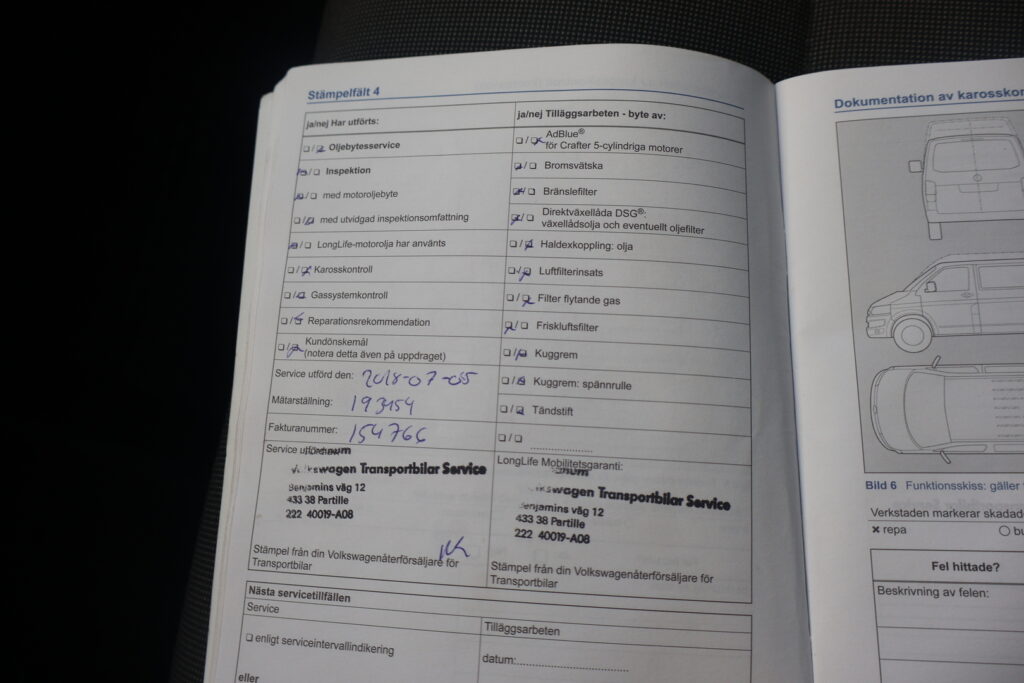 Stämpelfält 4
ja/nej Har utförts:
Oljebytesservice
Inspektion
med motoroljebyte
med utvidgad inspektionsomfattning
LongLife-motorolja har använts
Karosskontroll
Gassystemkontroll
Reparationsrekommendation
Kundönskemål
(notera detta även på uppdraget)
Service utförd den: 2018-07-05
Mätarställning: 193154
Fakturanummer: 154766
Service
Volkswagen Transportbilar Service
Benjamins väg 12
433 38 Partille
222 40019-A08
Stämpel från din Volkswagenåterförsäljare för
Transportbilar
ja/nej Tilläggsarbeten - byte av:
AdBlue®
för Crafter 5-cylindriga motorer
Bromsvätska
Bränslefilter
Direktväxellåda DSG®:
växellådsolja och eventuellt oljefilter
Haldexkoppling: olja
Luftfilterinsats
Filter flytande gas
Friskluftsfilter
Kuggrem
Kuggrem: spännrulle
Tändstift
LongLife Mobilitetsgaranti:
Volkswagen Transportbilar Service
Benjamins väg 12
433 38 Partille
222 40019-A08
Stämpel från din Volkswagenåterförsäljare för
Transportbilar
Nästa servicetillfällen
Service
enligt serviceintervallindikering
eller
Tilläggsarbeten
datum:
Dokumentation av
Bild 6 Funktionsskiss: gäller
Verkstaden markerar
repa
Fel hittade?
Beskrivning av felen: